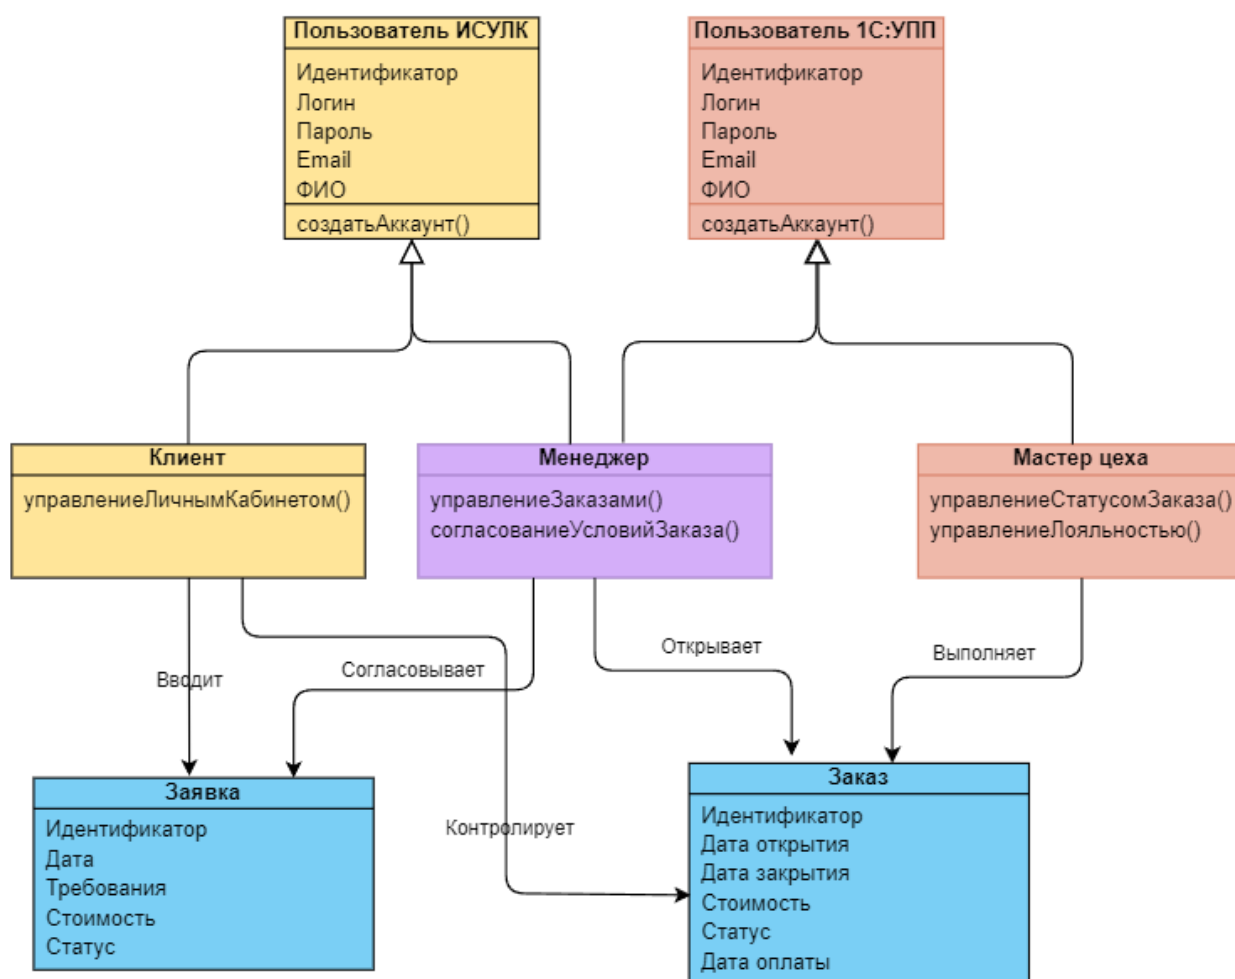 Пользователь ИСУЛК
Идентификатор
Логин
Пароль
Email
ФИО
создатьАккаунт()
Пользователь 1С:УПП
Идентификатор
Логин
Пароль
Email
ФИО
создатьАккаунт()
Клиент
управлениеЛичнымКабинетом()
Менеджер
управлениеЗаказами()
согласованиеУсловийЗаказа()
Мастер цеха
управлениеСтатусомЗаказа()
управлениеЛояльностью()
Вводит
Согласовывает
Открывает
Выполняет
Контролирует
Заявка
Идентификатор
Дата
Требования
Стоимость
Статус
Заказ
Идентификатор
Дата открытия
Дата закрытия
Стоимость
Статус
Дата оплаты